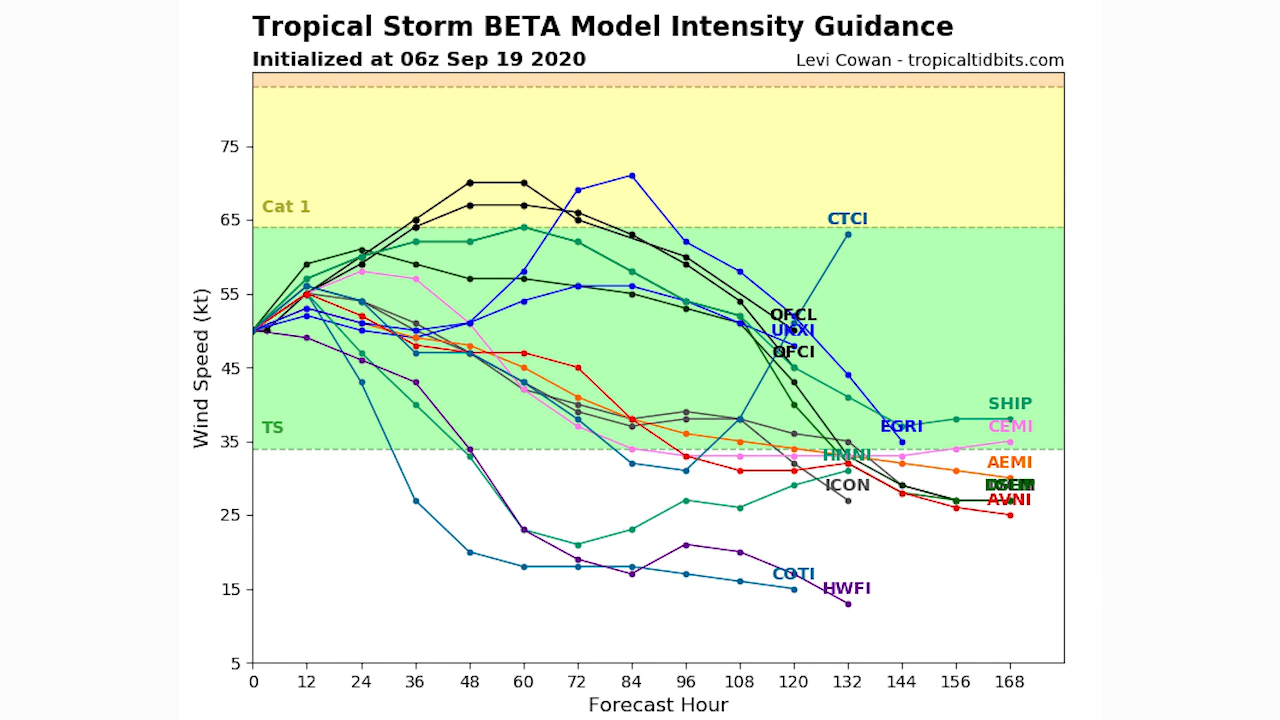 Tropical Storm BETA Model Intensity Guidance
Initialized at 06z Sep 19 2020
Levi Cowan - tropicaltidbits.com
75
65
55
45
35
25
15
5
Wind Speed (kt)
Cat 1
TS
CTCI
OFCL
UKXI
OFCI
SHIP
EGRI
CEMI
HMNI
AEMI
ICON
AVNI
COTI
HWFI
0 12 24 36 48 60 72 84 96 108 120 132 144 156 168
Forecast Hour